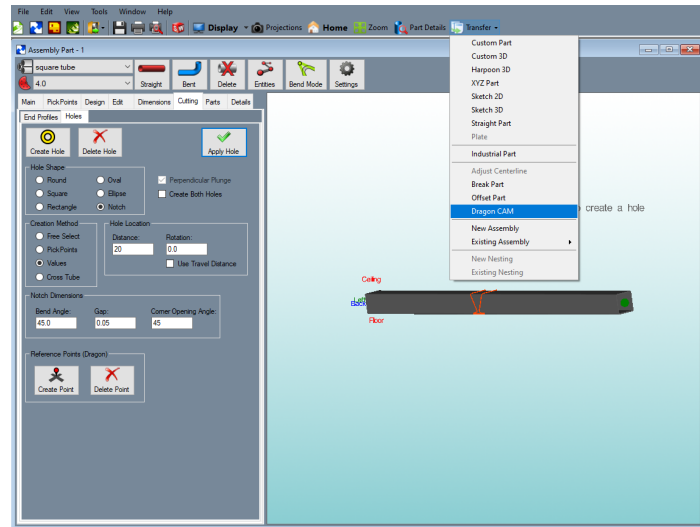 File Edit View Tools Window Help
Display Projections Home Zoom Part Details Transfer
Assembly Part - 1
square tube
4.0
Straight Bent Delete Entities Bend Mode Settings
Main PickPoints Design Edit Dimensions Cutting Parts Details
End Profiles Holes
Create Hole Delete Hole Apply Hole
Hole Shape
Round Oval Perpendicular Plunge
Square Ellipse Create Both Holes
Rectangle Notch
Creation Method Hole Location
Free Select Distance: Rotation:
PickPoints 20 0.0
Values Use Travel Distance
Cross Tube
Notch Dimensions
Bend Angle: Gap: Corner Opening Angle:
45.0 0.05 45
Reference Points (Dragon)
Create Point Delete Point
Custom Part
Custom 3D
Harpoon 3D
XYZ Part
Sketch 2D
Sketch 3D
Straight Part
Plate
Industrial Part
Adjust Centerline
Break Part
Offset Part
Dragon CAM
New Assembly
Existing Assembly
New Nesting
Existing Nesting
create a hole
Ceiling
Left
Back
Floor